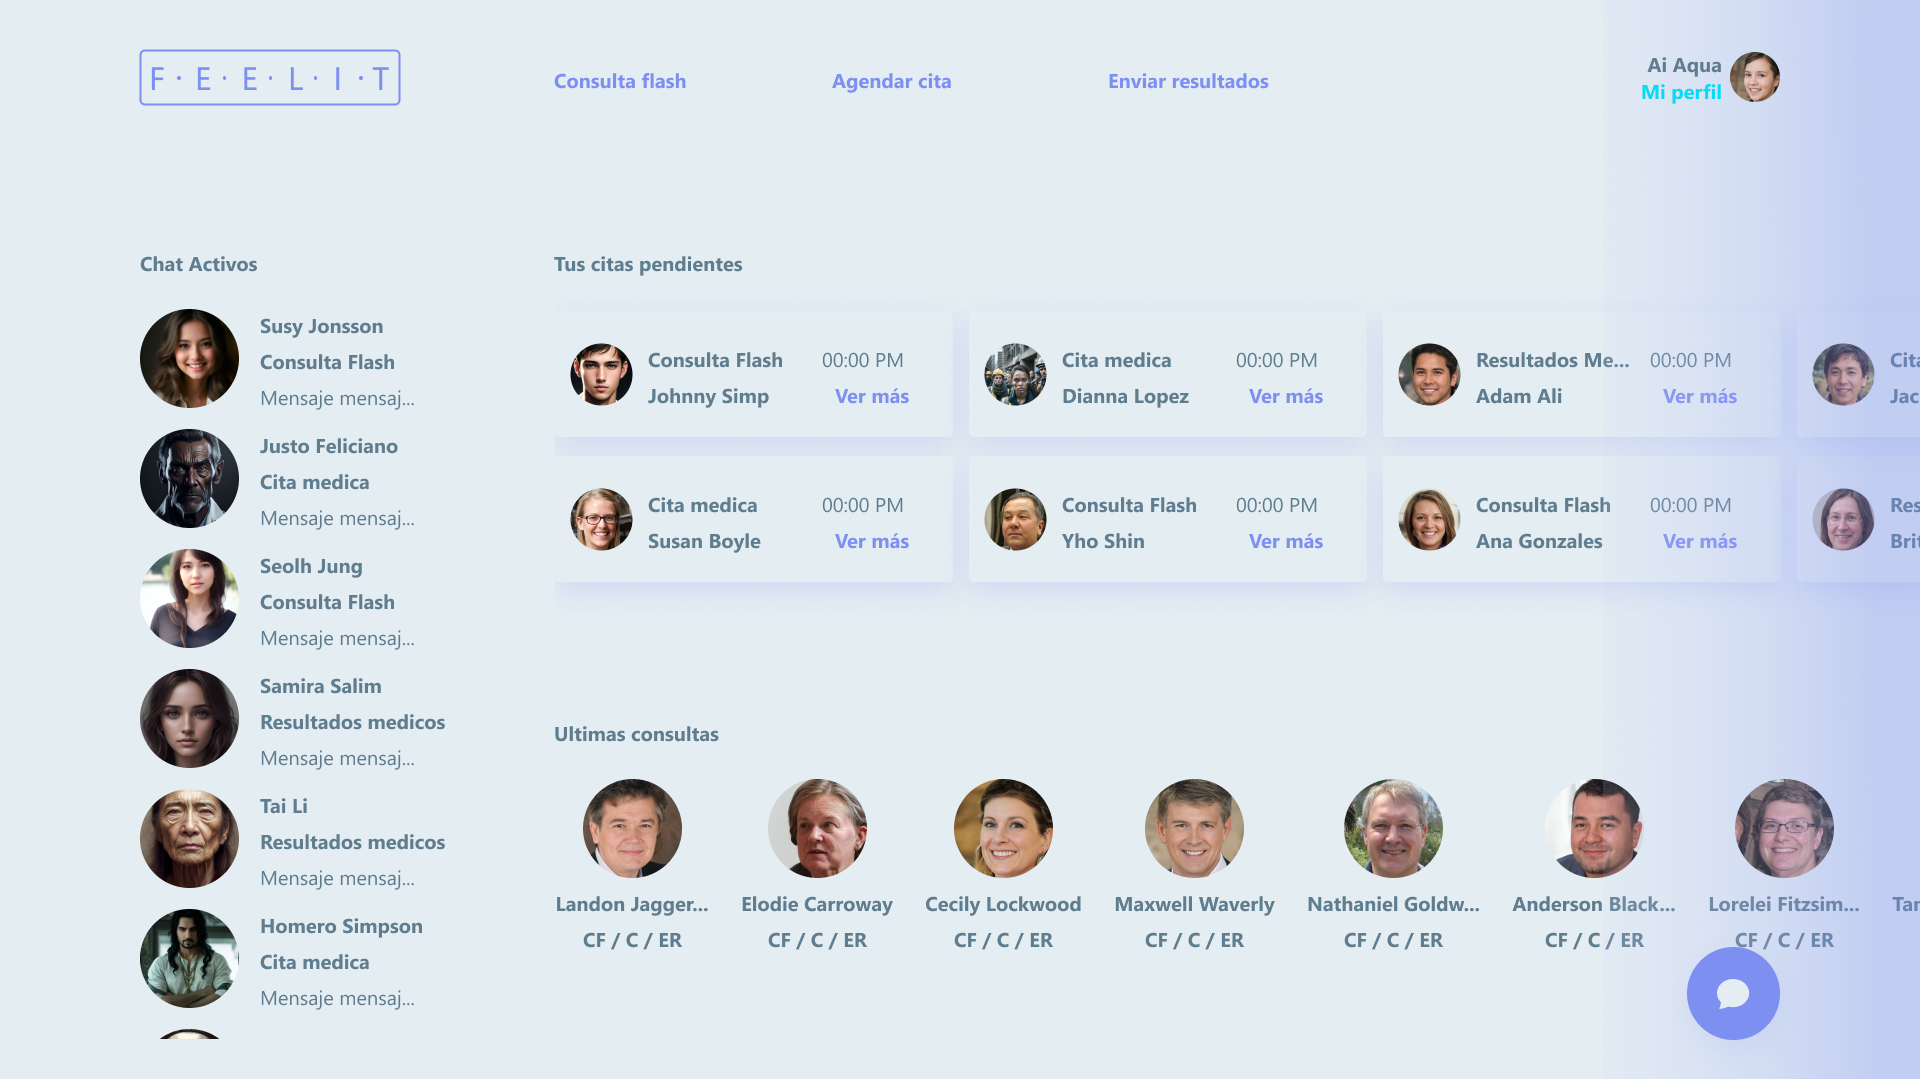 F·E·E·L·I·T
Consulta flash
Agendar cita
Enviar resultados
Ai Aqua
Mi perfil
Chat Activos
Susy Jonsson
Consulta Flash
Mensaje mensaj...
Justo Feliciano
Cita medica
Mensaje mensaj...
Seolh Jung
Consulta Flash
Mensaje mensaj...
Samira Salim
Resultados medicos
Mensaje mensaj...
Tai Li
Resultados medicos
Mensaje mensaj...
Homero Simpson
Cita medica
Mensaje mensaj...
Tus citas pendientes
Consulta Flash 00:00 PM
Johnny Simp Ver más
Cita medica 00:00 PM
Dianna Lopez Ver más
Resultados Me... 00:00 PM
Adam Ali Ver más
Cita
Jac
Cita medica 00:00 PM
Susan Boyle Ver más
Consulta Flash 00:00 PM
Yho Shin Ver más
Consulta Flash 00:00 PM
Ana Gonzales Ver más
Res
Brit
Ultimas consultas
Landon Jagger...
CF / C / ER
Elodie Carroway
CF / C / ER
Cecily Lockwood
CF / C / ER
Maxwell Waverly
CF / C / ER
Nathaniel Goldw...
CF / C / ER
Anderson Black...
CF / C / ER
Lorelei Fitzsim...
CF / C / ER